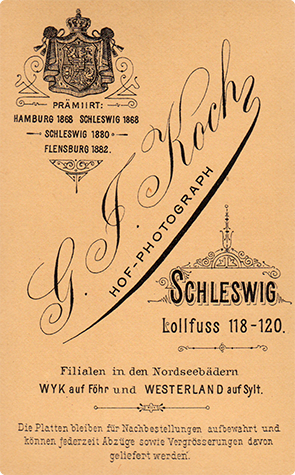 PRÄMIIRT:
HAMBURG 1868 SCHLESWIG 1868
SCHLESWIG 1880
FLENSBURG 1882.
G. J. Koch
HOF-PHOTOGRAPH
SCHLESWIG
Lollfuss 118-120.
Filialen in den Nordseebädern
WYK auf Föhr und WESTERLAND auf Sylt.
Die Platten bleiben für Nachbestellungen aufbewahrt und
können jederzeit Abzüge sowie Vergrösserungen davon
geliefert werden.